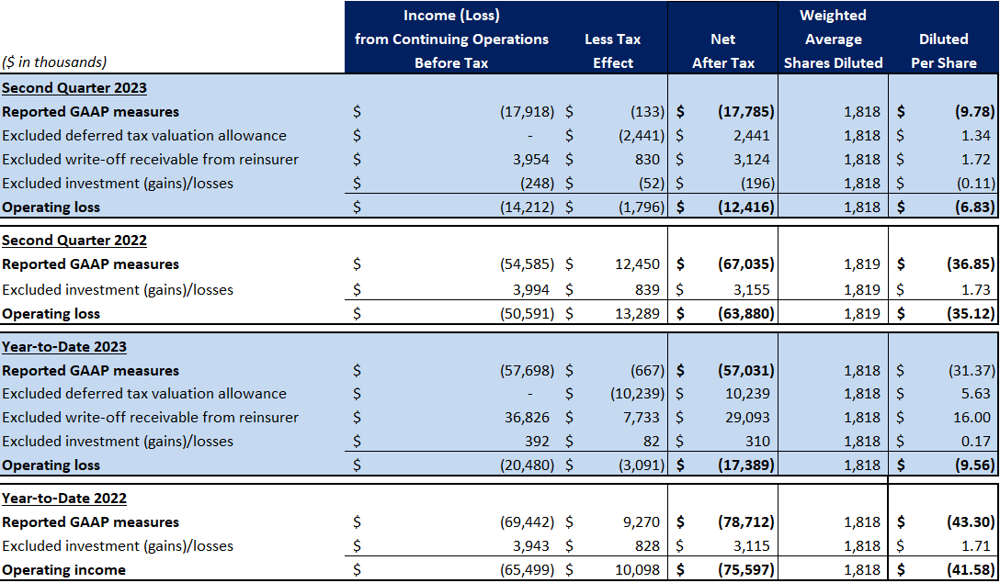 Income (Loss) Weighted
from Continuing Operations Less Tax Net Average Diluted
($ in thousands) Before Tax Effect After Tax Shares Diluted Per Share
Second Quarter 2023
Reported GAAP measures $ (17,918) $ (133) $ (17,785) 1,818 $ (9.78)
Excluded deferred tax valuation allowance $ - $ (2,441) $ 2,441 1,818 $ 1.34
Excluded write-off receivable from reinsurer $ 3,954 $ 830 $ 3,124 1,818 $ 1.72
Excluded investment (gains)/losses $ (248) $ (52) $ (196) 1,818 $ (0.11)
Operating loss $ (14,212) $ (1,796) $ (12,416) 1,818 $ (6.83)
Second Quarter 2022
Reported GAAP measures $ (54,585) $ 12,450 $ (67,035) 1,819 $ (36.85)
Excluded investment (gains)/losses $ 3,994 $ 839 $ 3,155 1,819 $ 1.73
Operating loss $ (50,591) $ 13,289 $ (63,880) 1,819 $ (35.12)
Year-to-Date 2023
Reported GAAP measures $ (57,698) $ (667) $ (57,031) 1,818 $ (31.37)
Excluded deferred tax valuation allowance $ - $ (10,239) $ 10,239 1,818 $ 5.63
Excluded write-off receivable from reinsurer $ 36,826 $ 7,733 $ 29,093 1,818 $ 16.00
Excluded investment (gains)/losses $ 392 $ 82 $ 310 1,818 $ 0.17
Operating loss $ (20,480) $ (3,091) $ (17,389) 1,818 $ (9.56)
Year-to-Date 2022
Reported GAAP measures $ (69,442) $ 9,270 $ (78,712) 1,818 $ (43.30)
Excluded investment (gains)/losses $ 3,943 $ 828 $ 3,115 1,818 $ 1.71
Operating income $ (65,499) $ 10,098 $ (75,597) 1,818 $ (41.58)